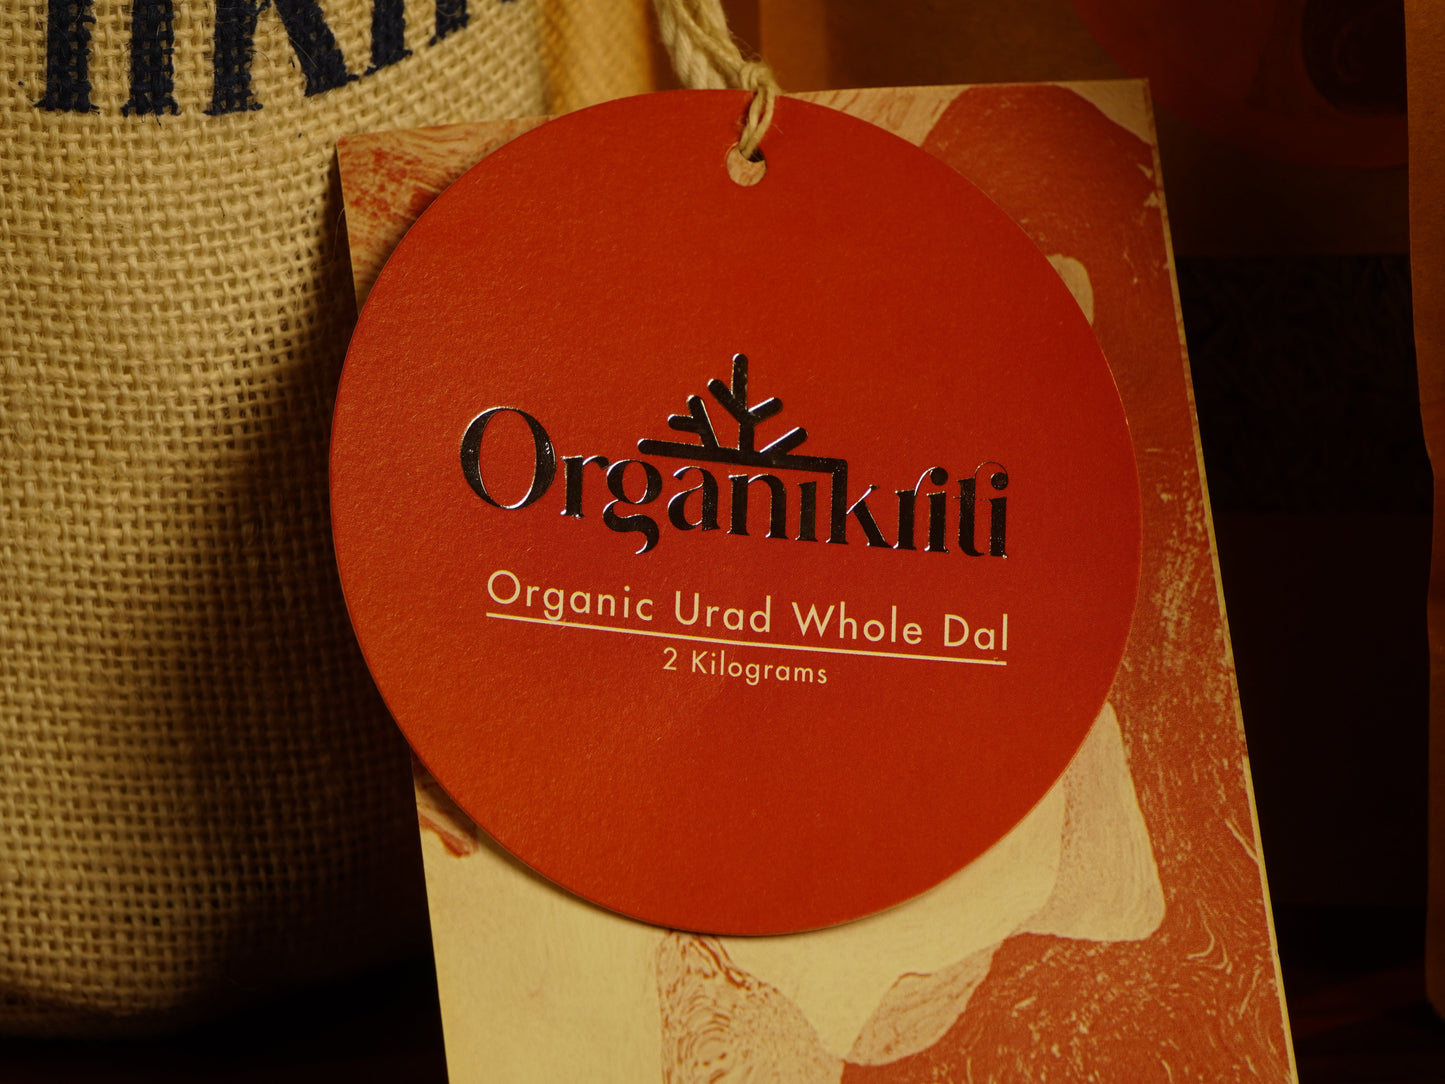 Organikriti
Organic Urad Whole Dal
2 Kilograms